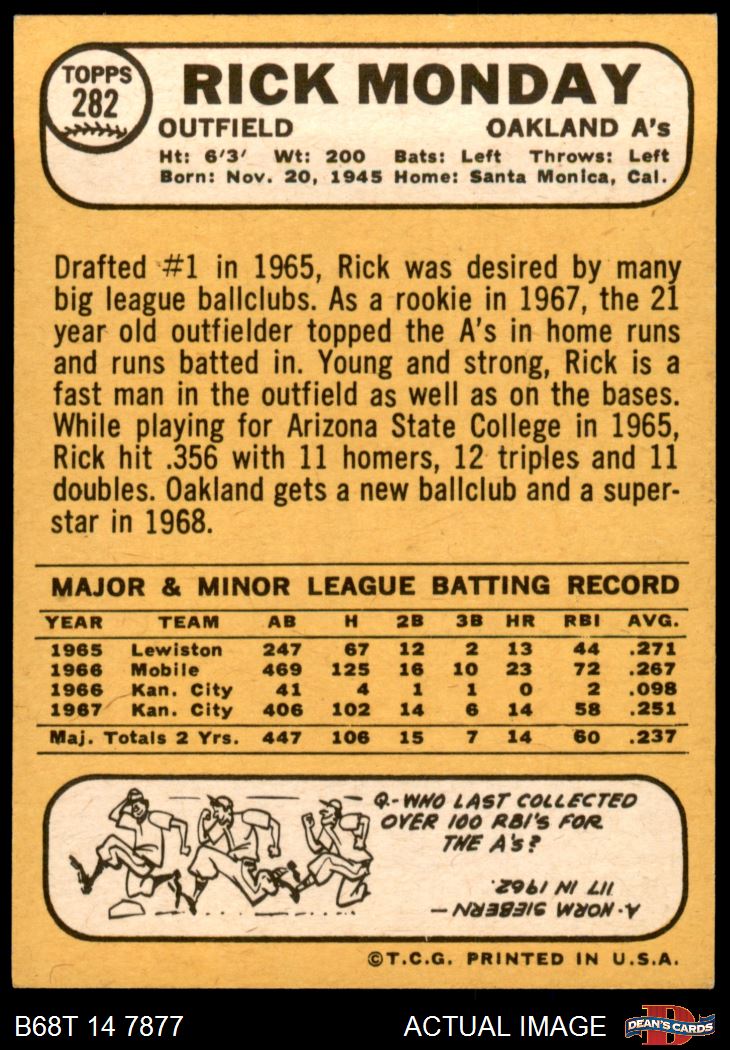 TOPPS
282
RICK MONDAY
OUTFIELD OAKLAND A's
Ht: 6'3' Wt: 200 Bats: Left Throws: Left
Born: Nov. 20, 1945 Home: Santa Monica, Cal.
Drafted #1 in 1965, Rick was desired by many
big league ballclubs. As a rookie in 1967, the 21
year old outfielder topped the A's in home runs
and runs batted in. Young and strong, Rick is a
fast man in the outfield as well as on the bases.
While playing for Arizona State College in 1965,
Rick hit .356 with 11 homers, 12 triples and 11
doubles. Oakland gets a new ballclub and a super-
star in 1968.
MAJOR & MINOR LEAGUE BATTING RECORD
YEAR TEAM AB H 2B 3B HR RBI AVG.
1965 Lewiston 247 67 12 2 13 44 .271
1966 Mobile 469 125 16 10 23 72 .267
1966 Kan. City 41 4 1 1 0 2 .098
1967 Kan. City 406 102 14 6 14 58 .251
Maj. Totals 2 Yrs. 447 106 15 7 14 60 .237
Q-WHO LAST COLLECTED
OVER 100 RBI'S FOR
THE A'S?
A-NORM SIEBERN —
117 IN 1962.
©T.C.G. PRINTED IN U.S.A.
B68T 14 7877 ACTUAL IMAGE
D
DEAN'S CARDS